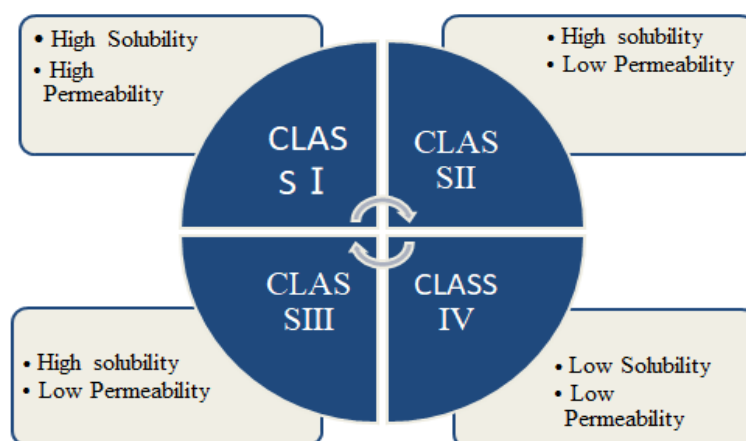 • High Solubility
• High
Permeability
• High solubility
• Low Permeability
CLAS
S I
CLAS
SII
CLAS
SIII
CLASS
IV
• High solubility
• Low Permeability
• Low Solubility
• Low
Permeability